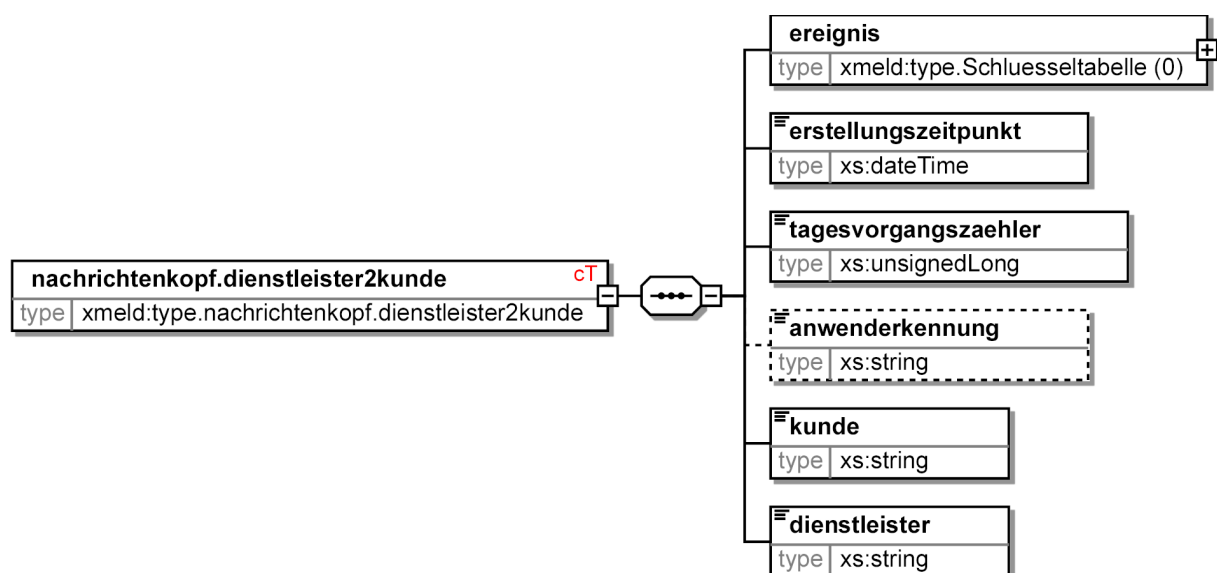 ereignis
type xmeld:type.Schluesseltabelle (0)
erstellungszeitpunkt
type xs:dateTime
tagesvorgangszaehler
type xs:unsignedLong
nachrichtenkopf.dienstleister2kunde cT
type xmeld:type.nachrichtenkopf.dienstleister2kunde
anwenderkennung
type xs:string
kunde
type xs:string
dienstleister
type xs:string